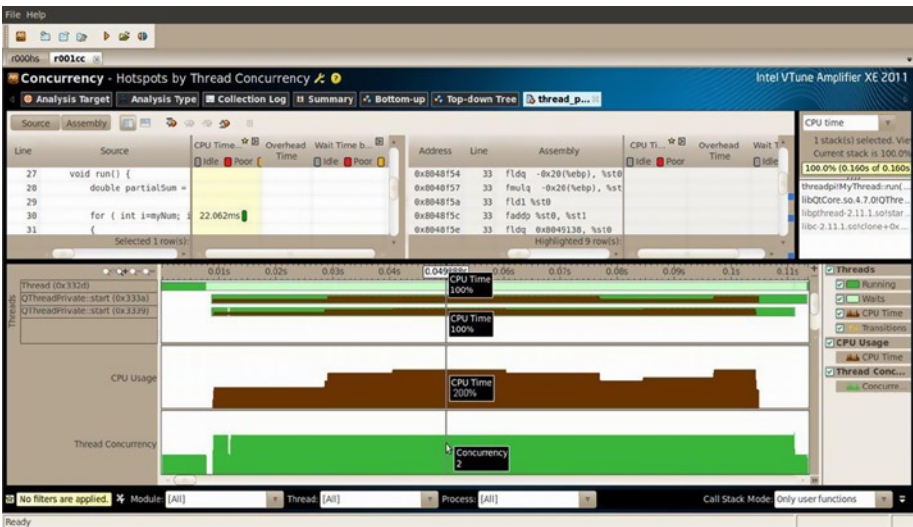 File Help
r000hs r001cc
Concurrency - Hotspots by Thread Concurrency
Intel VTune Amplifier XE 2011
Analysis Target Analysis Type Collection Log Summary Bottom-up Top-down Tree thread_p...
Source Assembly
Line Source CPU Time... Overhead Time Wait Time b...
Idle Poor Idle Poor
27 void run() {
28 double partialSum =
29
30 for ( int i=myNum; i 22.062ms
31 {
Selected 1 row(s):
Address Line Assembly CPU Ti... Overhead Time Wait T
Idle Poor Idle
0x8048f54 33 fldq -0x20(%ebp), %st0
0x8048f57 33 fmulq -0x20(%ebp), %st
0x8048f5a 33 fld1 %st0
0x8048f5c 33 faddp %st0, %st1
0x8048f5e 33 fldq 0x8049138, %st0
Highlighted 9 row(s):
CPU time
1 stack(s) selected. Vie
Current stack is 100.0%
100.0% (0.160s of 0.160s
threadpi!MyThread::run(...
libQtCore.so.4.7.0!QThre...
libpthread-2.11.1.so!star...
libc-2.11.1.so!clone+0x...
0.01s 0.02s 0.03s 0.04s 0.06s 0.07s 0.08s 0.09s 0.1s 0.11s
Threads
Thread (0x332d)
QThreadPrivate::start (0x333a)
QThreadPrivate::start (0x3339)
CPU Time
100%
CPU Time
100%
CPU Usage
CPU Time
200%
Thread Concurrency
Concurrency
2
Threads
Running
Waits
CPU Time
Transitions
CPU Usage
CPU Time
Thread Conc...
Concurre...
No filters are applied. Module: [All] Thread: [All] Process: [All] Call Stack Mode: Only user functions
Ready